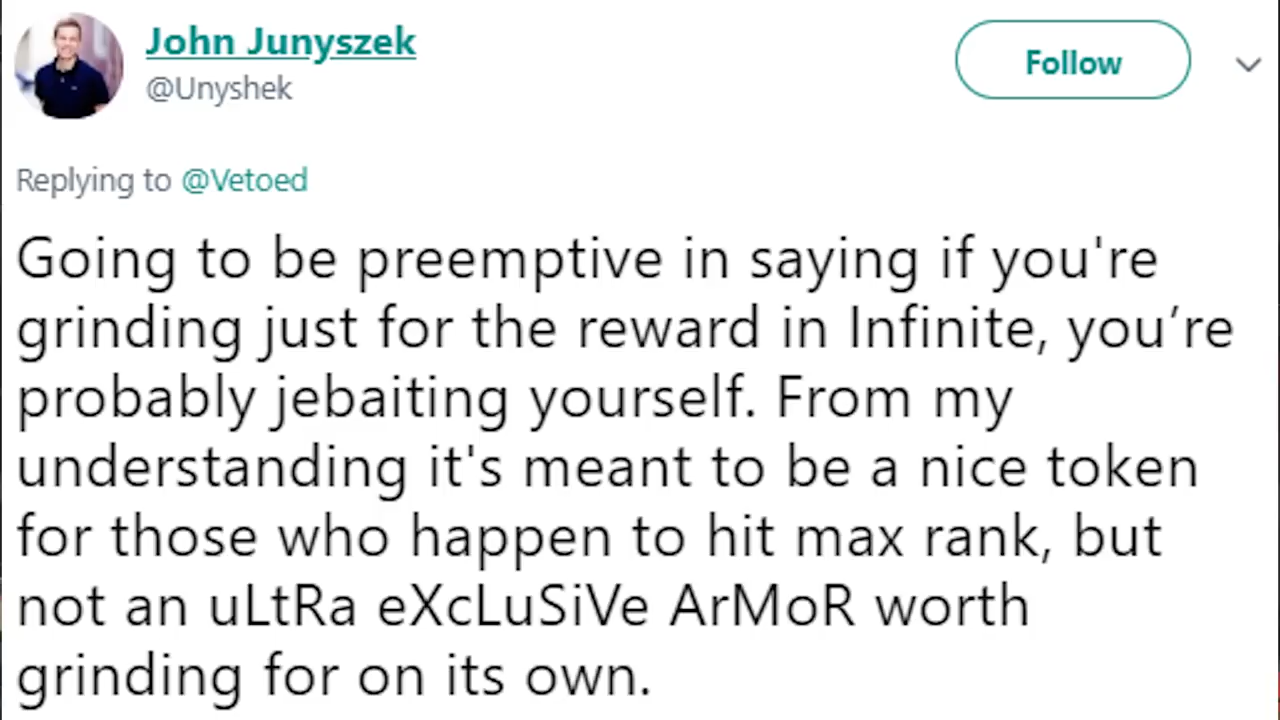 John Junyszek
Follow
@Unyshek
Replying to @Vetoed
Going to be preemptive in saying if you're
grinding just for the reward in Infinite, you’re
probably jebaiting yourself. From my
understanding it's meant to be a nice token
for those who happen to hit max rank, but
not an uLtRa eXcLuSiVe ArMoR worth
grinding for on its own.